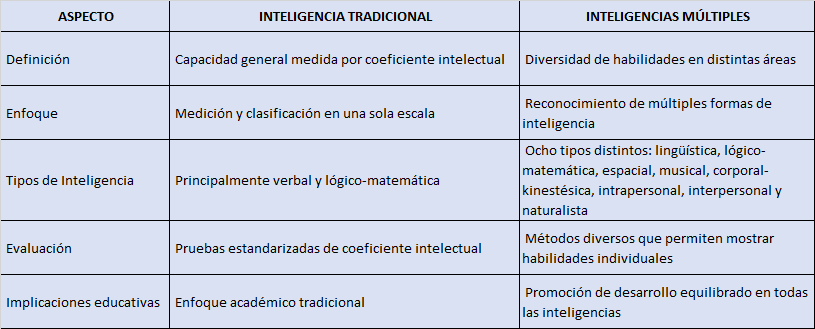 ASPECTO INTELIGENCIA TRADICIONAL INTELIGENCIAS MÚLTIPLES
Definición Capacidad general medida por coeficiente intelectual Diversidad de habilidades en distintas áreas
Enfoque Medición y clasificación en una sola escala Reconocimiento de múltiples formas de
inteligencia
Tipos de Inteligencia Principalmente verbal y lógico-matemática Ocho tipos distintos: lingüística, lógico-
matemática, espacial, musical, corporal-
kinestésica, intrapersonal, interpersonal y
naturalista
Evaluación Pruebas estandarizadas de coeficiente intelectual Métodos diversos que permiten mostrar
habilidades individuales
Implicaciones educativas Enfoque académico tradicional Promoción de desarrollo equilibrado en todas
las inteligencias